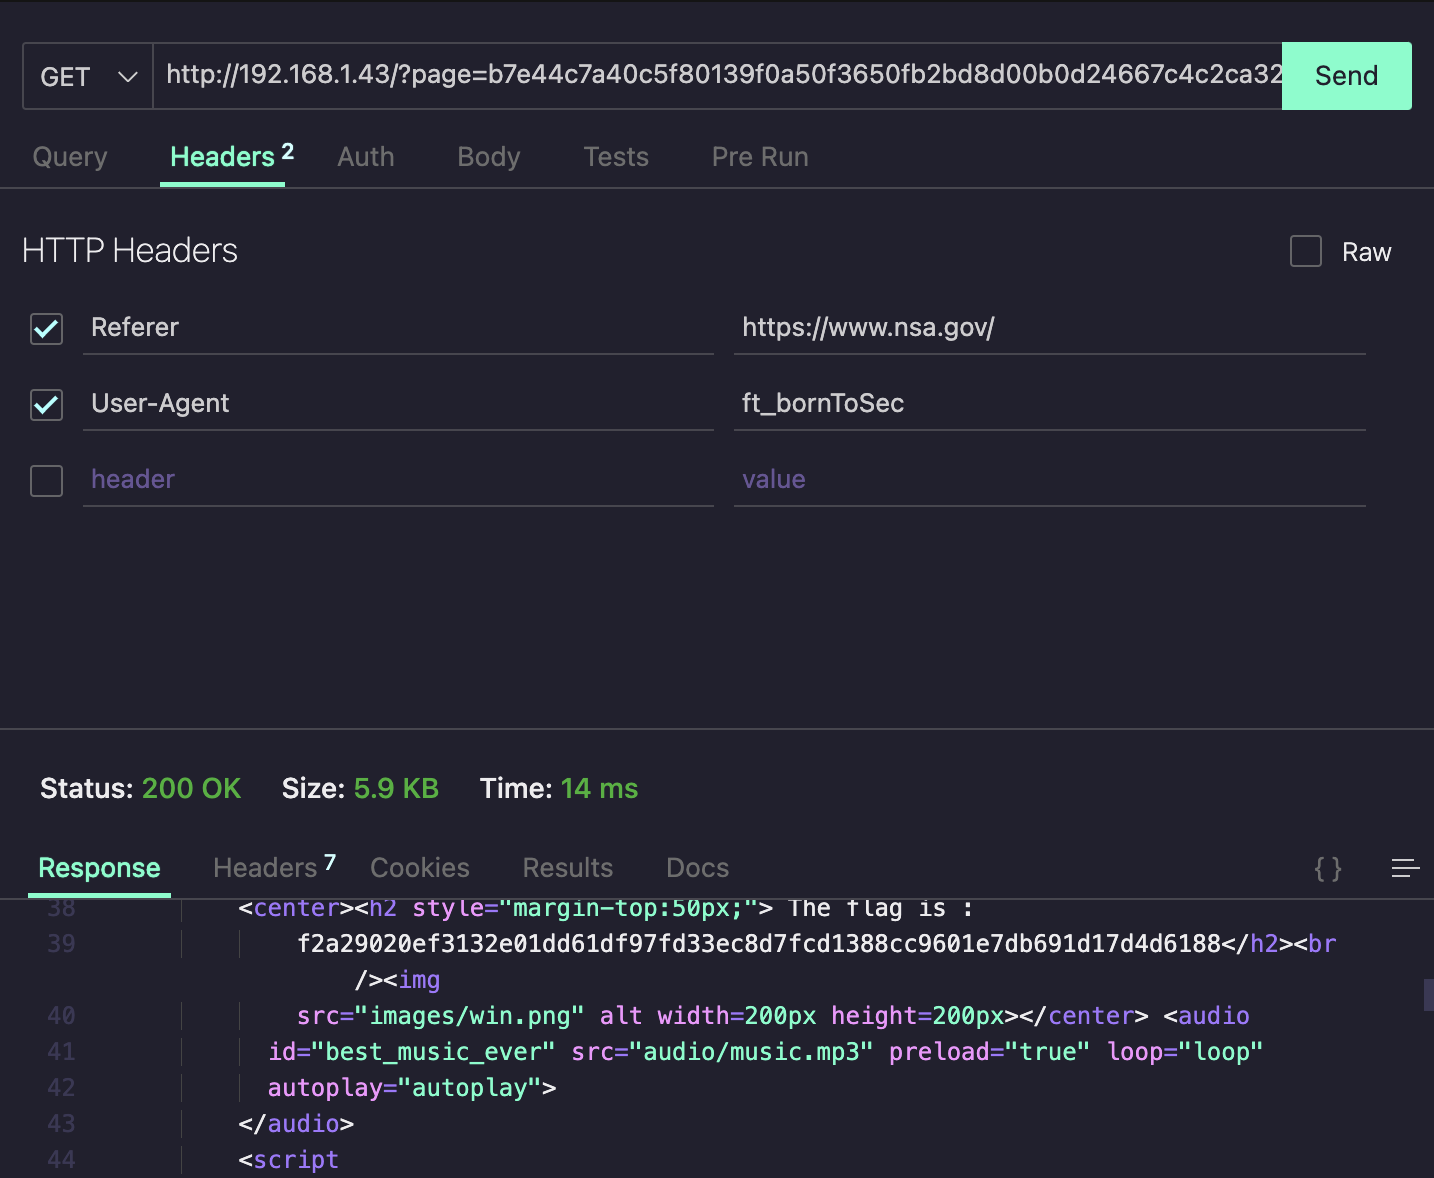 GET http://192.168.1.43/?page=b7e44c7a40c5f80139f0a50f3650fb2bd8d00b0d24667c4c2ca32 Send
Query Headers 2 Auth Body Tests Pre Run
HTTP Headers Raw
Referer https://www.nsa.gov/
User-Agent ft_bornToSec
header value
Status: 200 OK Size: 5.9 KB Time: 14 ms
Response Headers 7 Cookies Results Docs { }
38 <center><h2 style="margin-top:50px;"> The flag is :
39 f2a29020ef3132e01dd61df97fd33ec8d7fcd1388cc9601e7db691d17d4d6188</h2><br
/><img
40 src="images/win.png" alt width=200px height=200px></center> <audio
41 id="best_music_ever" src="audio/music.mp3" preload="true" loop="loop"
42 autoplay="autoplay">
43 </audio>
44 <script